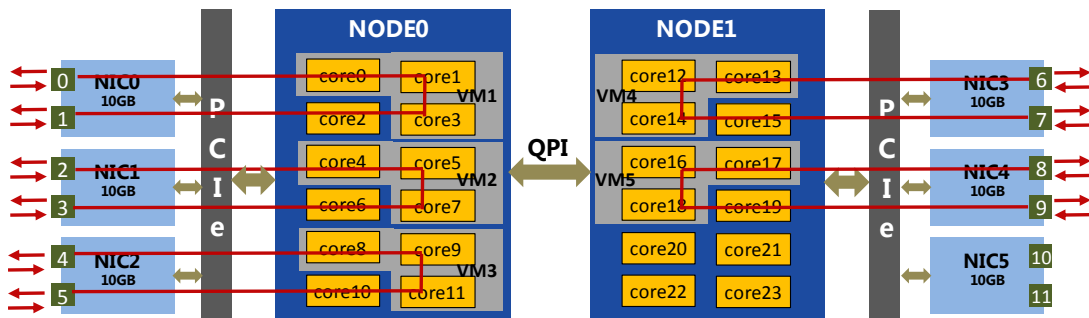 NODE0
NODE1
0
NIC0
10GB
1
2
NIC1
10GB
3
4
NIC2
10GB
5
P
C
I
e
core0
core1
VM1
core2
core3
core4
core5
VM2
core6
core7
core8
core9
VM3
core10
core11
QPI
core12
core13
VM4
core14
core15
core16
core17
VM5
core18
core19
core20
core21
core22
core23
P
C
I
e
NIC3
10GB
6
7
NIC4
10GB
8
9
NIC5
10GB
10
11